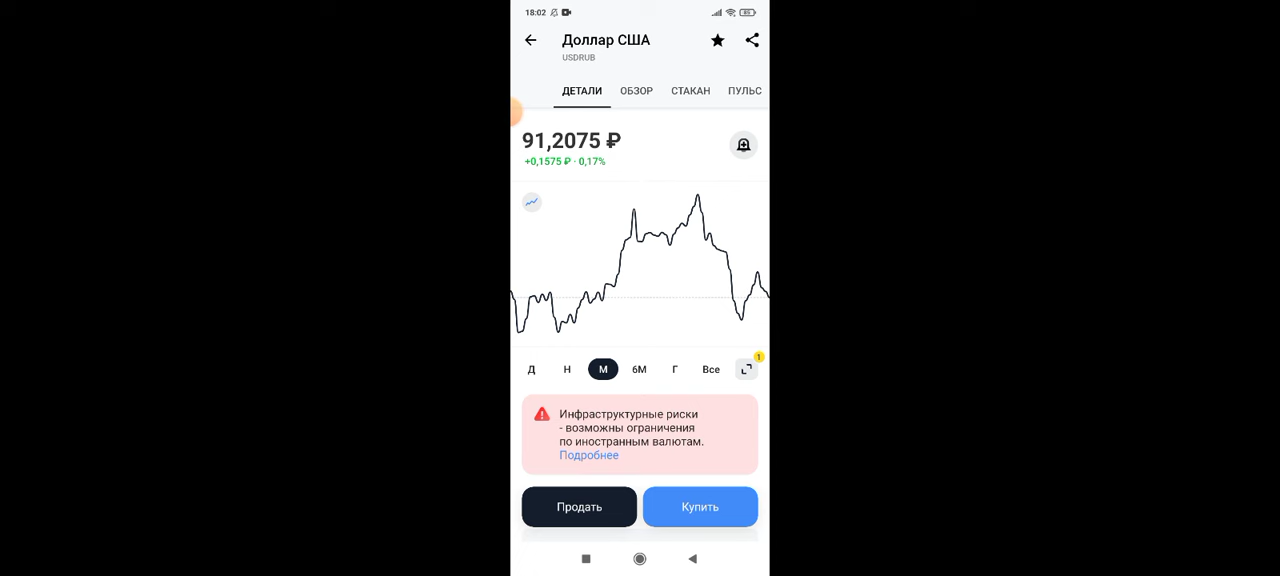 18:02
85
Доллар США
USDRUB
ДЕТАЛИ ОБЗОР СТАКАН ПУЛЬС
91,2075 ₽
+0,1575 ₽ · 0,17%
Д Н М 6М Г Все 1
Инфраструктурные риски
- возможны ограничения
по иностранным валютам.
Подробнее
Продать Купить